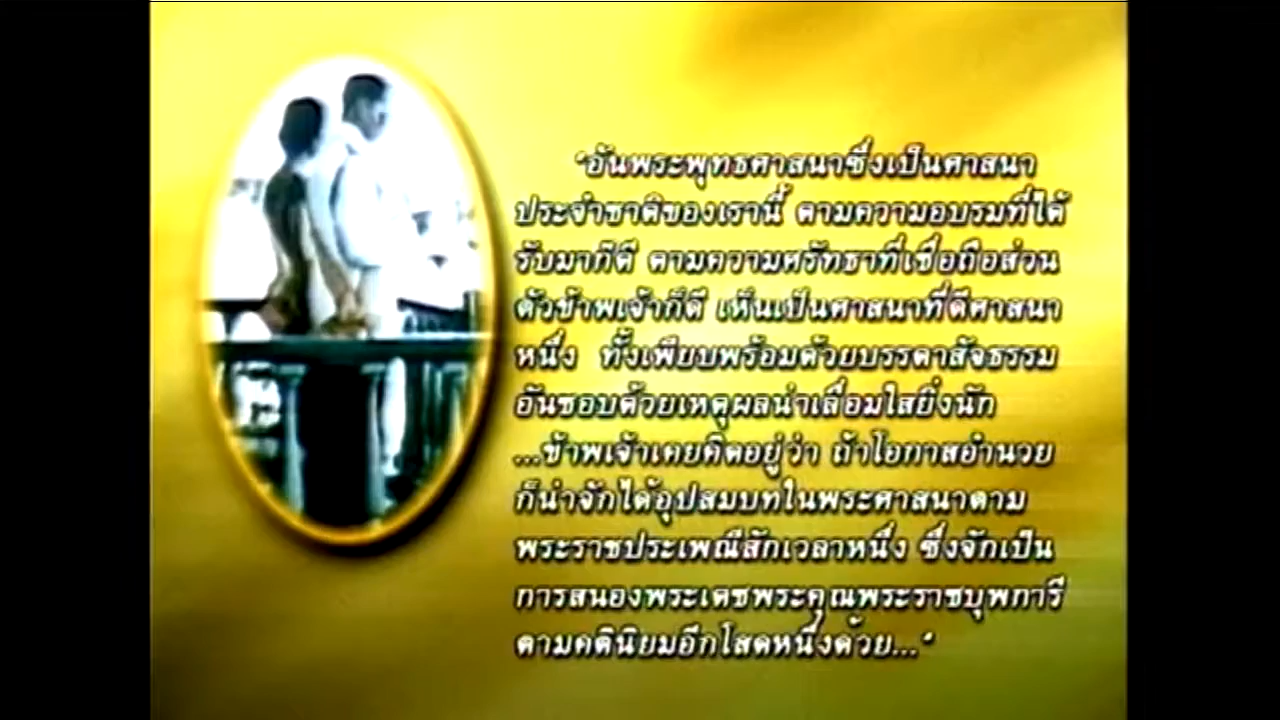 "อันพระพุทธศาสนาซึ่งเป็นศาสนา
ประจำชาติของเรานี้ ตามความอบรมที่ได้
รับมาก็ดี ตามความศรัทธาที่เชื่อถือส่วน
ตัวข้าพเจ้าก็ดี เห็นเป็นศาสนาที่ดีศาสนา
หนึ่ง ทั้งเพียบพร้อมด้วยบรรดาสัจธรรม
อันชอบด้วยเหตุผลน่าเลื่อมใสยิ่งนัก
...ข้าพเจ้าเคยคิดอยู่ว่า ถ้าโอกาสอำนวย
ก็น่าจักได้อุปสมบทในพระศาสนาตาม
พระราชประเพณีสักเวลาหนึ่ง ซึ่งจักเป็น
การสนองพระเดชพระคุณพระราชบุพการี
ตามคตินิยมอีกโสดหนึ่งด้วย..."